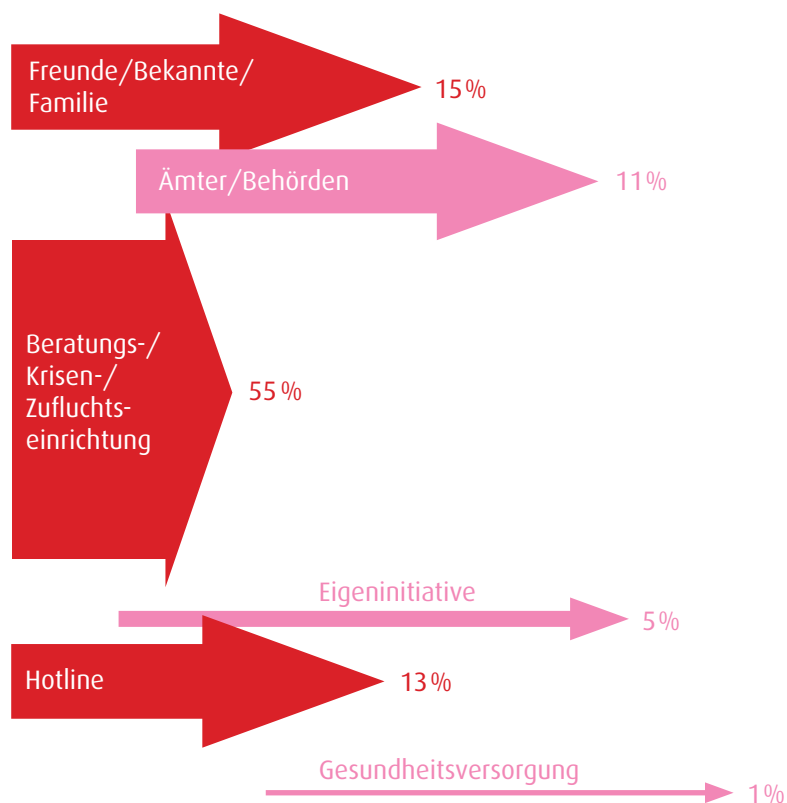 Freunde/Bekannte/
Familie
15 %
Ämter/Behörden
11 %
Beratungs-/
Krisen-/
Zufluchts-
einrichtung
55 %
Eigeninitiative
5 %
Hotline
13 %
Gesundheitsversorgung
1 %